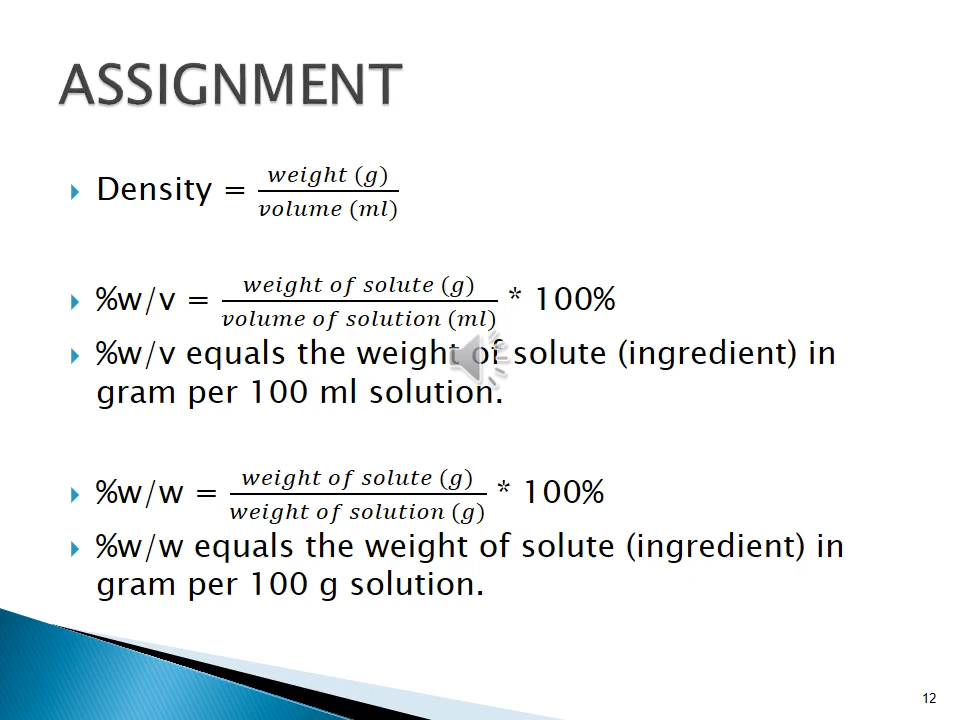 ASSIGNMENT
Density = weight (g) / volume (ml)
%w/v = weight of solute (g) / volume of solution (ml) * 100%
%w/v equals the weight of solute (ingredient) in
gram per 100 ml solution.
%w/w = weight of solute (g) / weight of solution (g) * 100%
%w/w equals the weight of solute (ingredient) in
gram per 100 g solution.
12